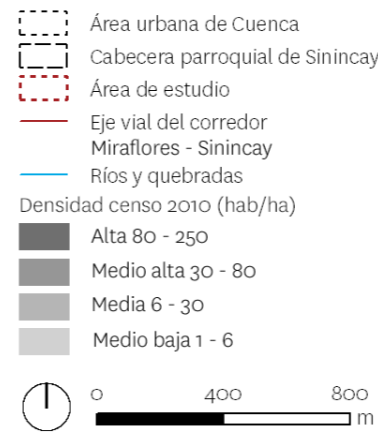 Área urbana de Cuenca
Cabecera parroquial de Sinincay
Área de estudio
Eje vial del corredor
Miraflores - Sinincay
Ríos y quebradas
Densidad censo 2010 (hab/ha)
Alta 80 - 250
Medio alta 30 - 80
Media 6 - 30
Medio baja 1 - 6
0 400 800
m